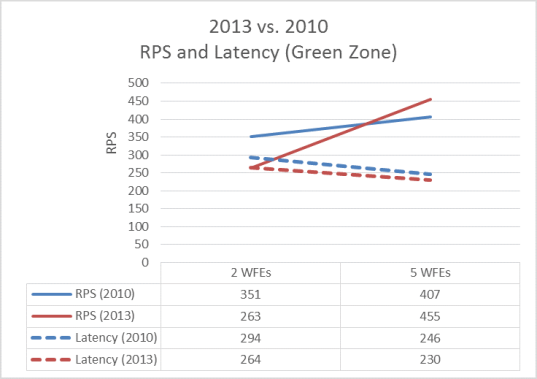 2013 vs. 2010
RPS and Latency (Green Zone)
RPS
500
450
400
350
300
250
200
150
100
50
0
2 WFEs 5 WFEs
RPS (2010) 351 407
RPS (2013) 263 455
Latency (2010) 294 246
Latency (2013) 264 230